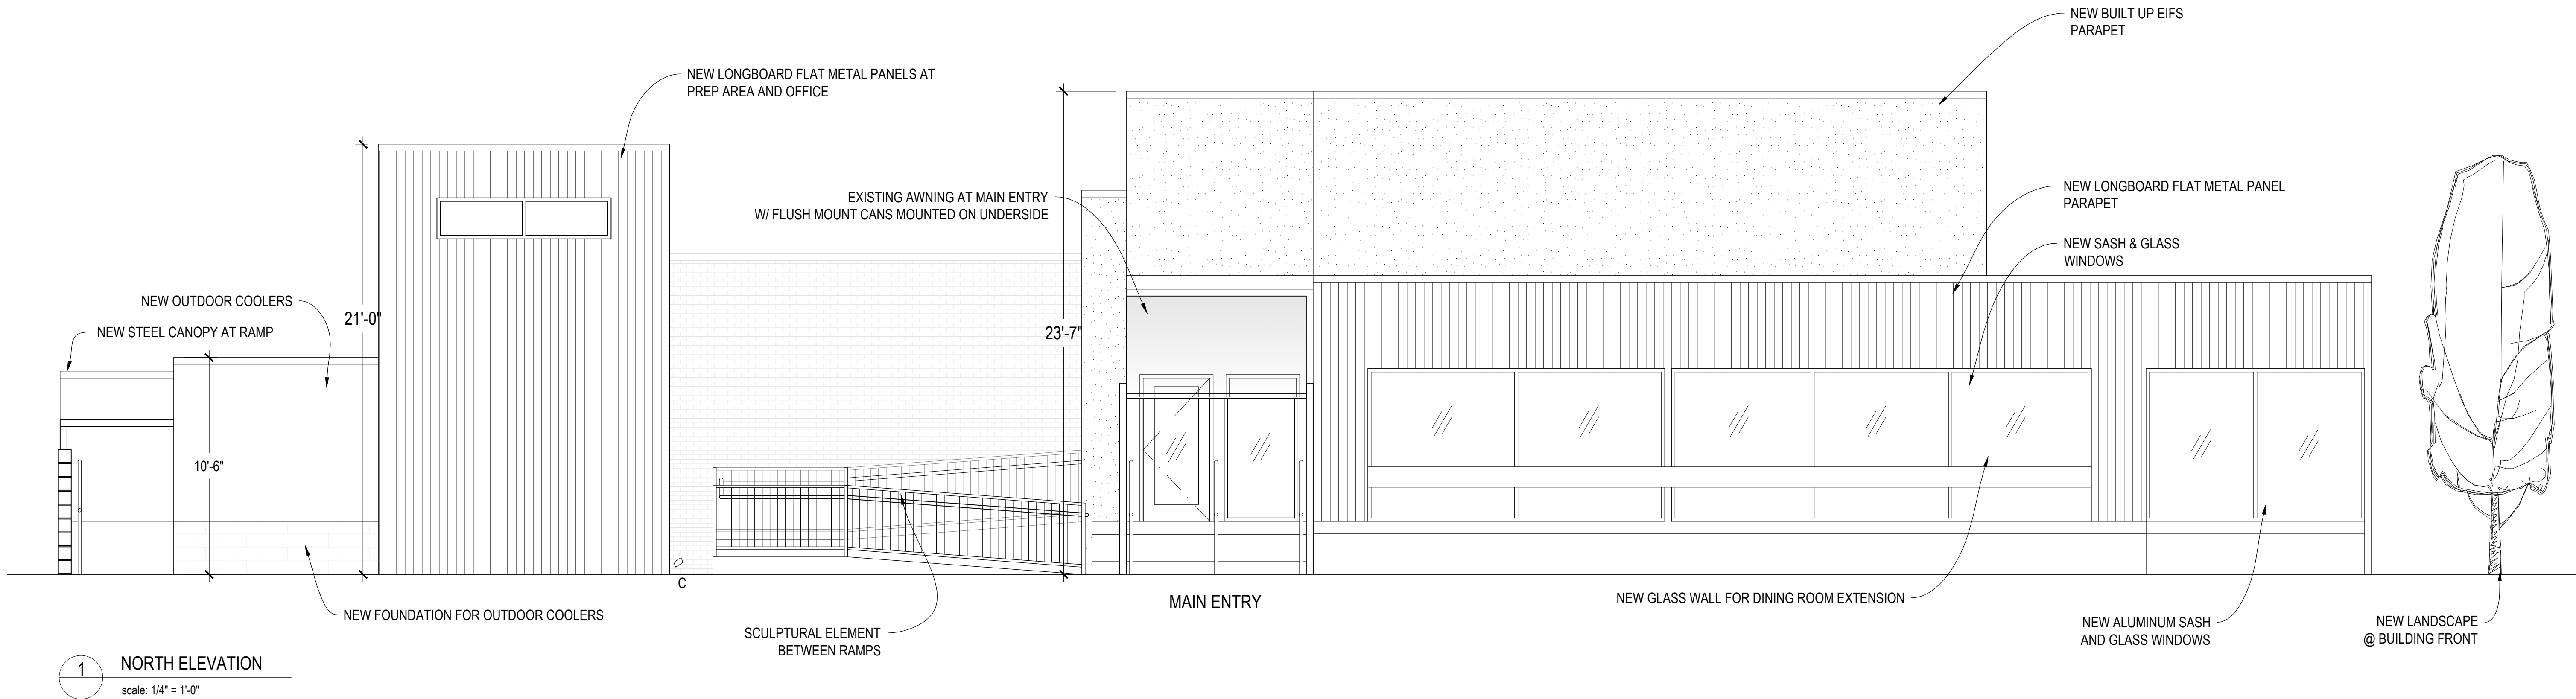 NEW BUILT UP EIFS
PARAPET
NEW LONGBOARD FLAT METAL PANELS AT
PREP AREA AND OFFICE
EXISTING AWNING AT MAIN ENTRY
W/ FLUSH MOUNT CANS MOUNTED ON UNDERSIDE
NEW LONGBOARD FLAT METAL PANEL
PARAPET
NEW SASH & GLASS
WINDOWS
NEW OUTDOOR COOLERS
NEW STEEL CANOPY AT RAMP
21'-0"
23'-7"
10'-6"
C
MAIN ENTRY
NEW FOUNDATION FOR OUTDOOR COOLERS
SCULPTURAL ELEMENT
BETWEEN RAMPS
NEW GLASS WALL FOR DINING ROOM EXTENSION
NEW ALUMINUM SASH
AND GLASS WINDOWS
NEW LANDSCAPE
@ BUILDING FRONT
1
NORTH ELEVATION
scale: 1/4" = 1'-0"